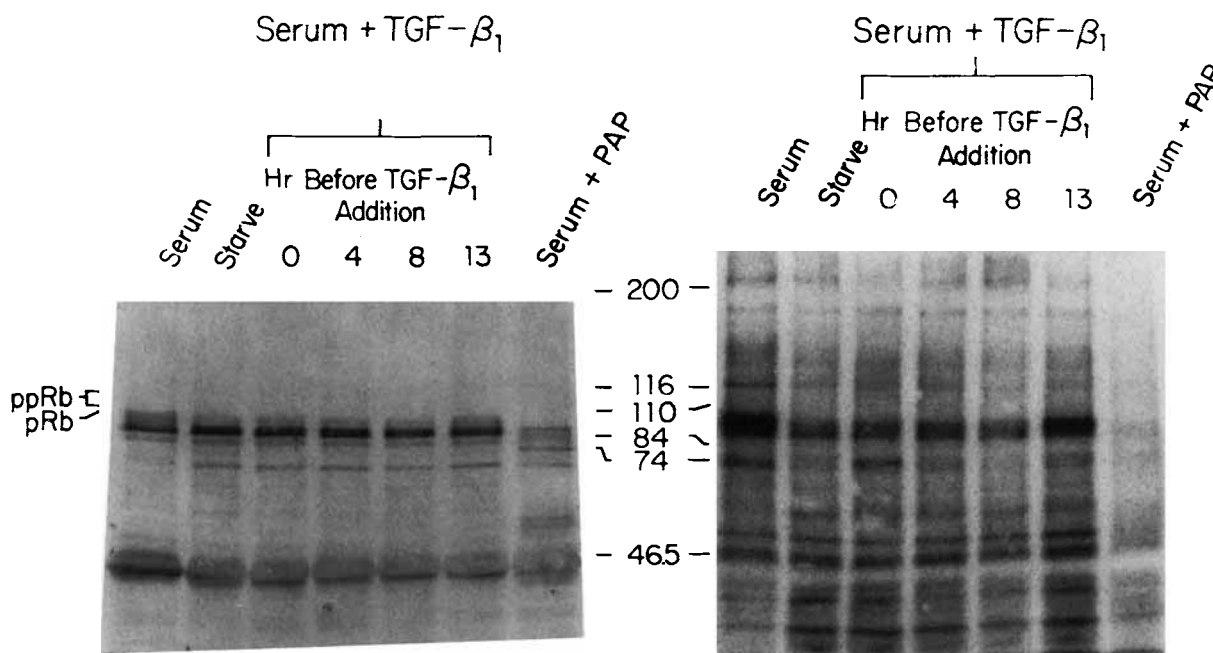 Serum + TGF-β₁
Hr Before TGF-β₁
Addition
Serum
Starve
0 4 8 13
Serum + PAP
ppRb
pRb
200
116
110
84
74
46.5
Serum + TGF-β₁
Hr Before TGF-β₁
Addition
Serum
Starve
0 4 8 13
Serum + PAP